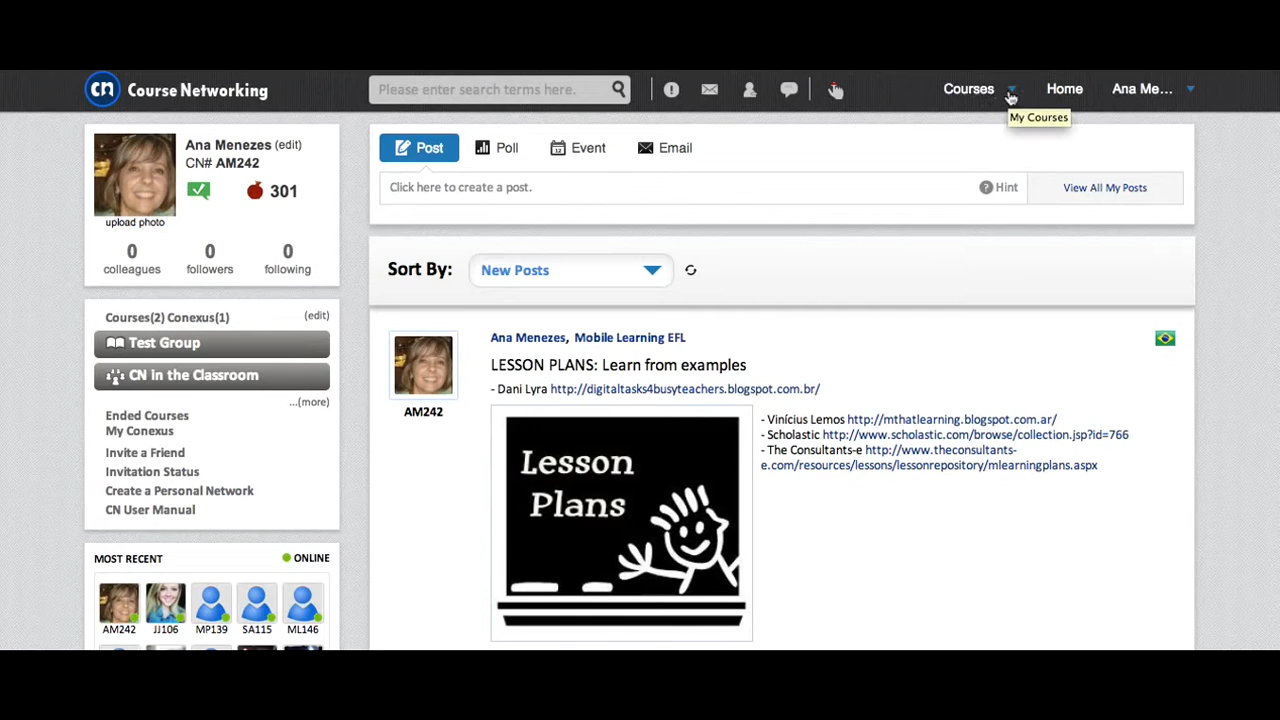 CN Course Networking
Please enter search terms here.
Courses
Home
Ana Me...
My Courses
Ana Menezes (edit)
CN# AM242
301
upload photo
0
colleagues
0
followers
0
following
Courses(2) Conexus(1)
(edit)
Test Group
CN in the Classroom
...(more)
Ended Courses
My Conexus
Invite a Friend
Invitation Status
Create a Personal Network
CN User Manual
MOST RECENT
ONLINE
AM242
JJ106
MP139
SA115
ML146
Post
Poll
Event
Email
Click here to create a post.
Hint
View All My Posts
Sort By:
New Posts
AM242
Ana Menezes, Mobile Learning EFL
LESSON PLANS: Learn from examples
- Dani Lyra http://digitaltasks4busyteachers.blogspot.com.br/
Lesson
Plans
- Vinícius Lemos http://mthatlearning.blogspot.com.ar/
- Scholastic http://www.scholastic.com/browse/collection.jsp?id=766
- The Consultants-e http://www.theconsultants-
e.com/resources/lessons/lessonrepository/mlearningplans.aspx